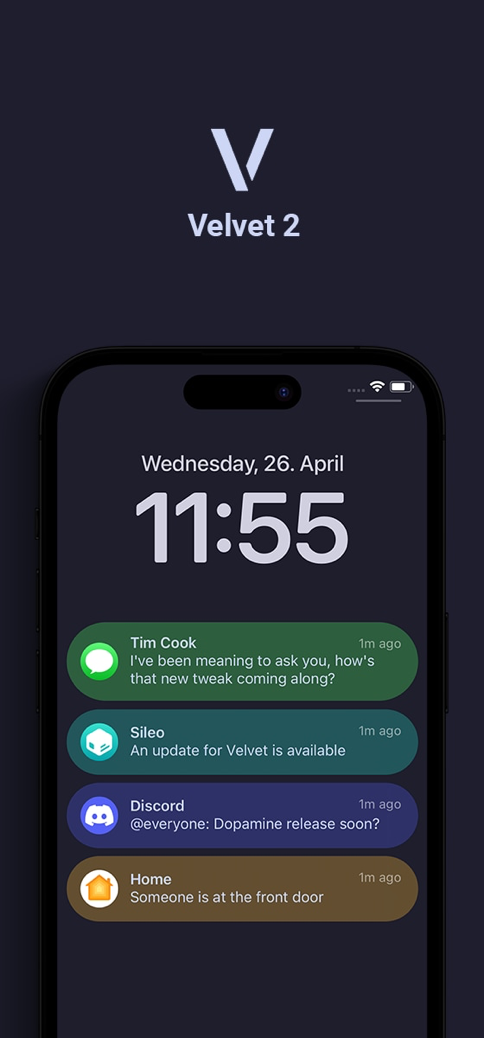 Velvet 2
Wednesday, 26. April
11:55
Tim Cook
1m ago
I've been meaning to ask you, how's
that new tweak coming along?
Sileo
1m ago
An update for Velvet is available
Discord
1m ago
@everyone: Dopamine release soon?
Home
1m ago
Someone is at the front door